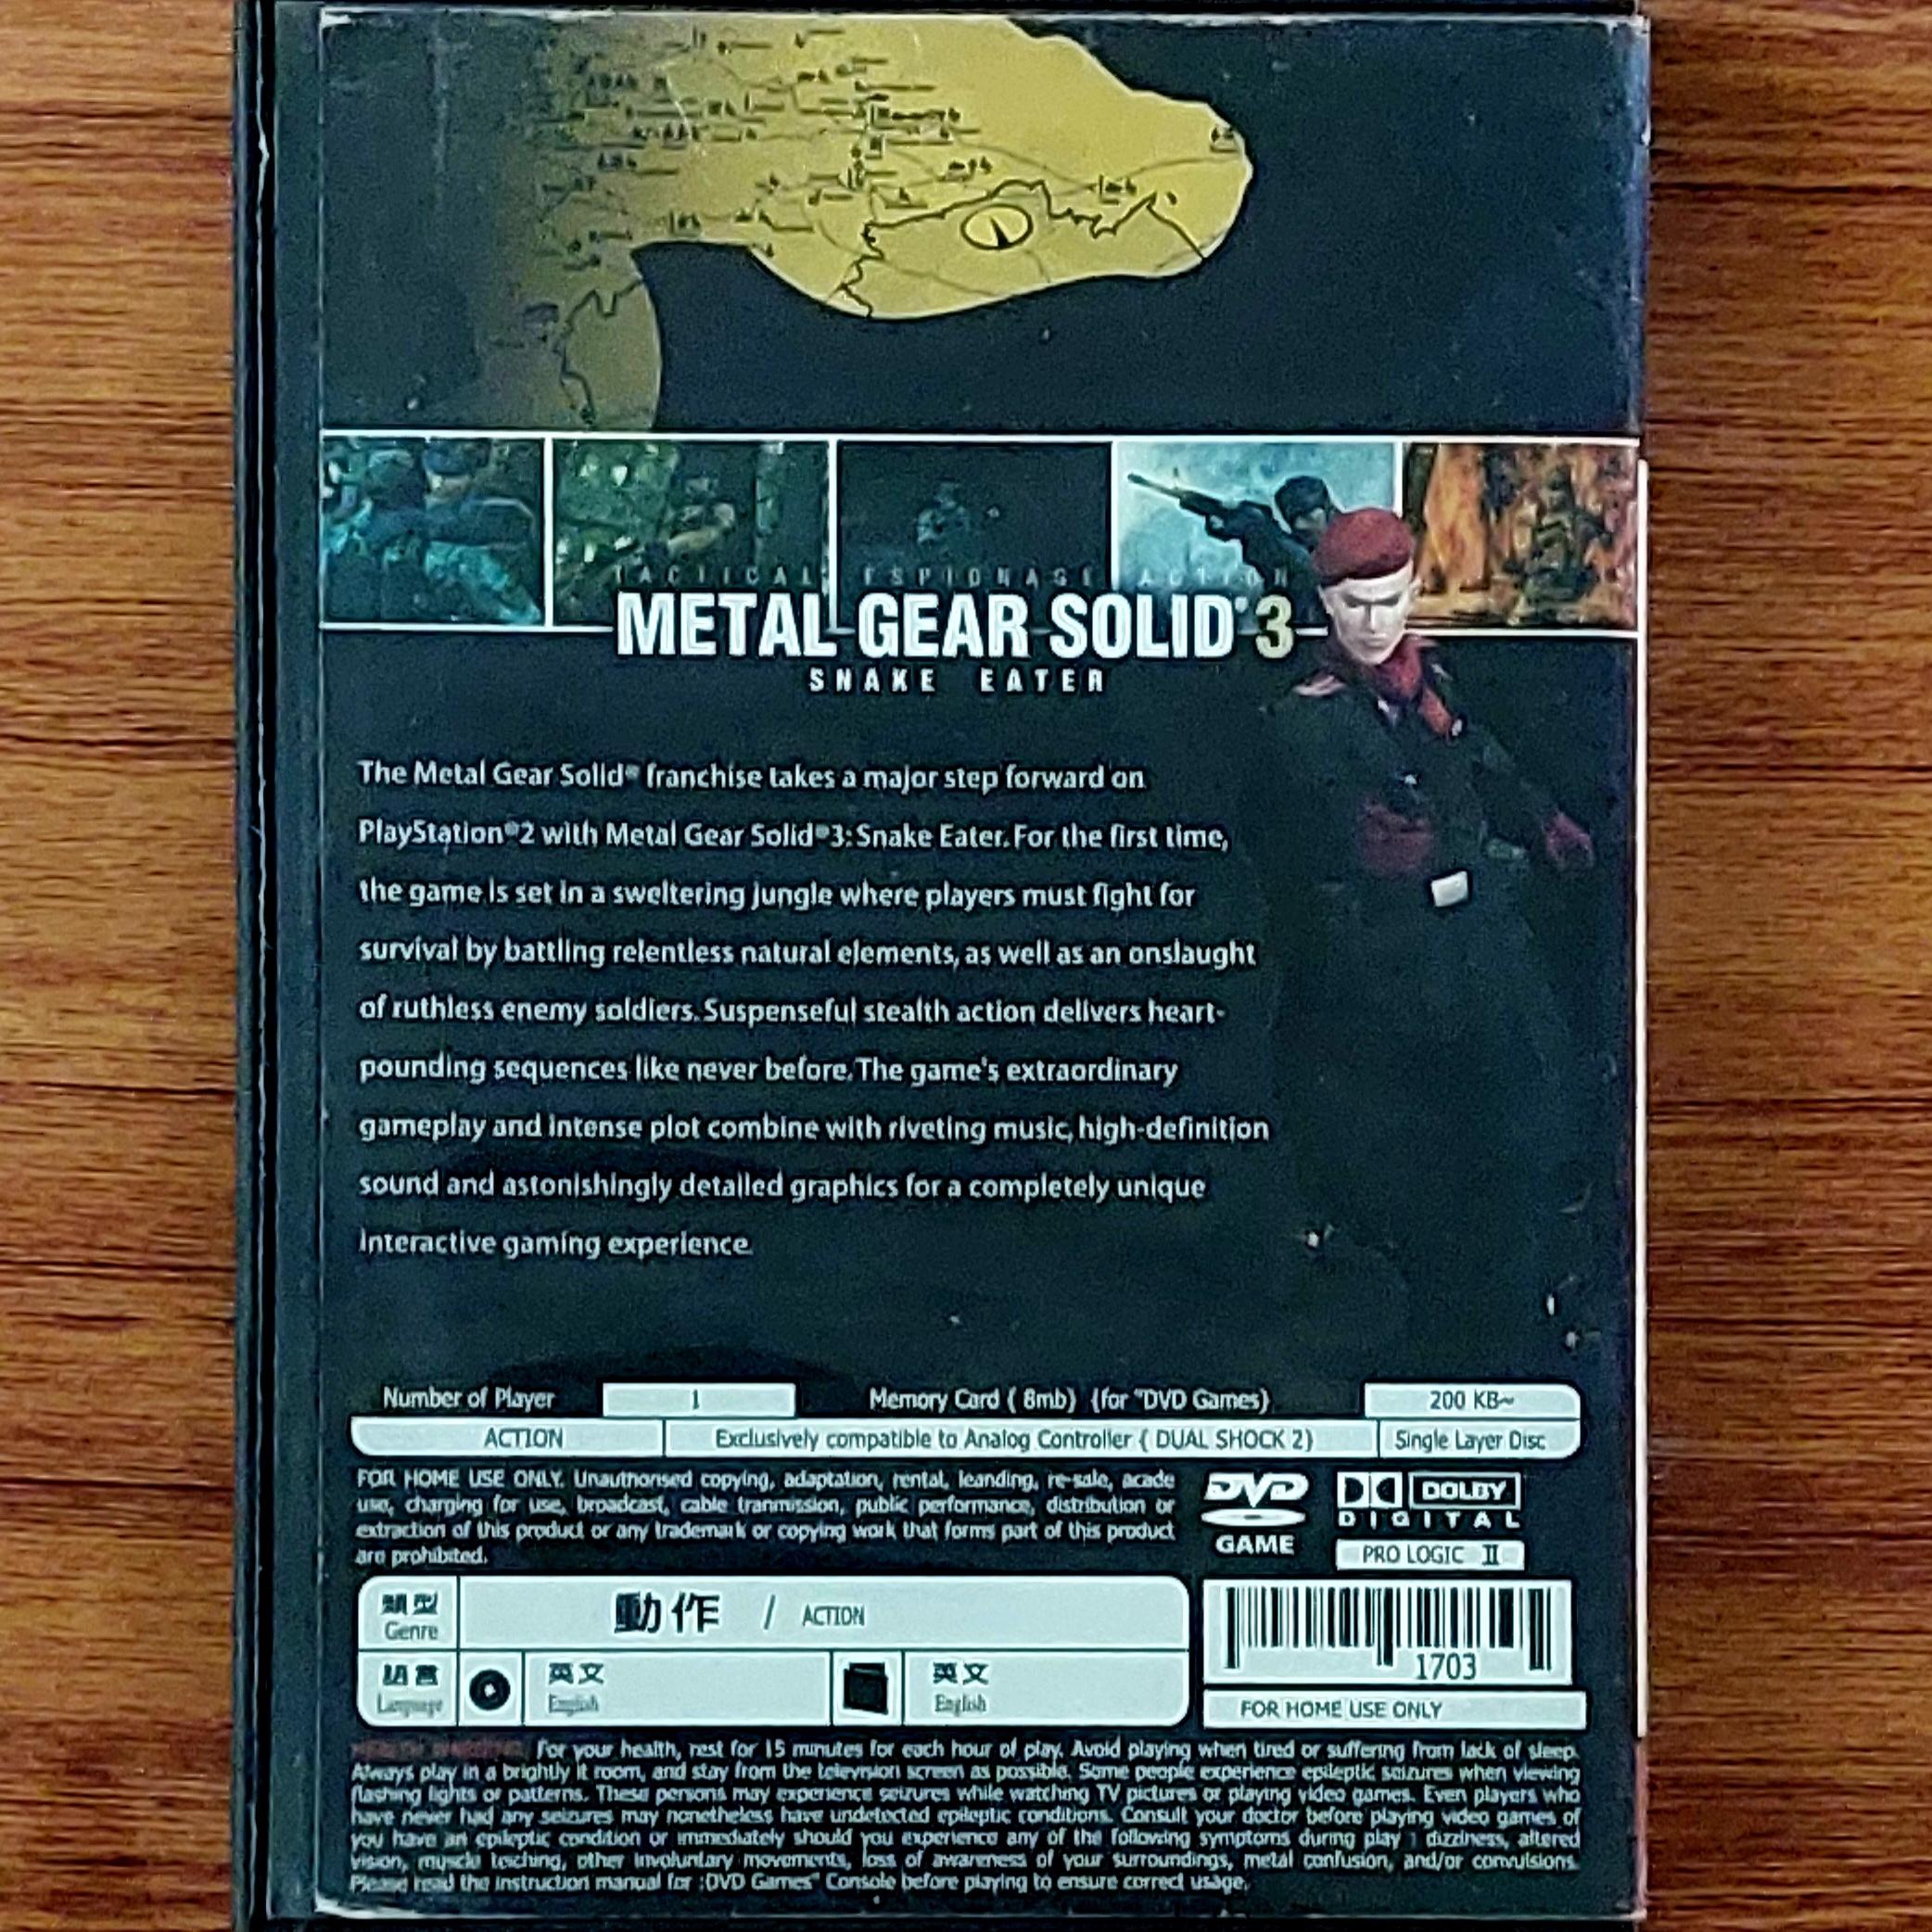 TACTICAL ESPIONAGE ACTION
METAL GEAR SOLID® 3
SNAKE EATER
The Metal Gear Solid® franchise takes a major step forward on
PlayStation®2 with Metal Gear Solid®3: Snake Eater. For the first time,
the game is set in a sweltering jungle where players must fight for
survival by battling relentless natural elements, as well as an onslaught
of ruthless enemy soldiers. Suspenseful stealth action delivers heart-
pounding sequences like never before. The game's extraordinary
gameplay and intense plot combine with riveting music, high-definition
sound and astonishingly detailed graphics for a completely unique
interactive gaming experience.
Number of Player 1 Memory Card ( 8mb) (for "DVD Games) 200 KB~
ACTION Exclusively compatible to Analog Controller ( DUAL SHOCK 2) Single Layer Disc
FOR HOME USE ONLY. Unauthorised copying, adaptation, rental, leanding, re-sale, acade
use, charging for use, broadcast, cable tranmission, public performance, distribution or
extraction of this product or any trademark or copying work that forms part of this product
are prohibited.
DVD
GAME
DOLBY
DIGITAL
PRO LOGIC II
類型
Genre
動作 / ACTION
語言
Language
英文
English
英文
English
1703
FOR HOME USE ONLY
For your health, rest for 15 minutes for each hour of play. Avoid playing when tired or suffering from lack of sleep.
Always play in a brightly it room, and stay from the television screen as possible. Some people experience epileptic seizures when viewing
flashing lights or patterns. These persons may experience seizures while watching TV pictures or playing video games. Even players who
have never had any seizures may nonetheless have undetected epileptic conditions. Consult your doctor before playing video games of
you have an epileptic condition or immediately should you experience any of the following symptoms during play : dizziness, altered
vision, muscle twiching, other involuntary movements, loss of awareness of your surroundings, metal confusion, and/or convulsions.
Please read the instruction manual for :DVD Games" Console before playing to ensure correct usage.